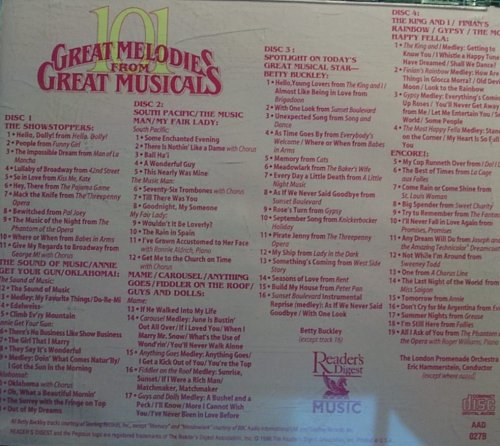 101
GREAT MELODIES
FROM
GREAT MUSICALS
DISC 1
THE SHOWSTOPPERS:
1 • Hello, Dolly! from Hello, Dolly!
2 • People from Funny Girl
3 • The Impossible Dream from Man of La
Mancha
4 • Lullaby of Broadway from 42nd Street
5 • So in Love from Kiss Me, Kate
6 • Hey, There from The Pajama Game
7 • Mack the Knife from The Threepenny
Opera
8 • Bewitched from Pal Joey
9 • The Music of the Night from The
Phantom of the Opera
10 • Where or When from Babes in Arms
11 • Give My Regards to Broadway from
George M! with Chorus
THE SOUND OF MUSIC/ANNIE
GET YOUR GUN/OKLAHOMA!:
The Sound of Music:
2 • The Sound of Music
3 • Medley: My Favorite Things/Do-Re-Mi
4 • Edelweiss
5 • Climb Ev'ry Mountain
Annie Get Your Gun:
6 • There's No Business Like Show Business
7 • The Girl That I Marry
8 • They Say It's Wonderful
9 • Medley: Doin' What Comes Natur'lly/
I Got the Sun in the Morning
Oklahoma!:
0 • Oklahoma with Chorus
• Oh, What a Beautiful Mornin'
• The Surrey with the Fringe on Top
• Out of My Dreams
DISC 2:
SOUTH PACIFIC/THE MUSIC
MAN/MY FAIR LADY:
South Pacific:
1 • Some Enchanted Evening
2 • There Is Nothin' Like a Dame with Chorus
3 • Bali Ha'i
4 • A Wonderful Guy
5 • This Nearly Was Mine
The Music Man:
6 • Seventy-Six Trombones with Chorus
7 • Till There Was You
8 • Goodnight, My Someone
My Fair Lady:
9 • Wouldn't It Be Loverly?
10 • The Rain in Spain
11 • I've Grown Accustomed to Her Face
with Ronnie Aldrich, Piano
12 • Get Me to the Church on Time
with Chorus
MAME/CAROUSEL/ANYTHING
GOES/FIDDLER ON THE ROOF/
GUYS AND DOLLS:
Mame:
13 • If He Walked Into My Life
14 • Carousel Medley: June Is Bustin'
Out All Over/If I Loved You/When I
Marry Mr. Snow/What's the Use of
Wond'rin/You'll Never Walk Alone
15 • Anything Goes Medley: Anything Goes/
I Get a Kick Out of You/You're the Top
16 • Fiddler on the Roof Medley: Sunrise,
Sunset/If I Were a Rich Man/
Matchmaker, Matchmaker
17 • Guys and Dolls Medley: A Bushel and a
Peck/I'll Know/More I Cannot Wish
You/I've Never Been in Love Before
DISC 3:
SPOTLIGHT ON TODAY'S
GREAT MUSICAL STAR—
BETTY BUCKLEY:
1 • Hello, Young Lovers from The King and I/
Almost Like Being in Love from
Brigadoon
2 • With One Look from Sunset Boulevard
3 • Unexpected Song from Song and
Dance
4 • As Time Goes By from Everybody's
Welcome/Where or When from Babes
in Arms
5 • Memory from Cats
6 • Meadowlark from The Baker's Wife
7 • Every Day a Little Death from A Little
Night Music
8 • As If We Never Said Goodbye from
Sunset Boulevard
9 • Rose's Turn from Gypsy
10 • September Song from Knickerbocker
Holiday
11 • Pirate Jenny from The Threepenny
Opera
12 • My Ship from Lady in the Dark
13 • Something's Coming from West Side
Story
14 • Seasons of Love from Rent
15 • Build My House from Peter Pan
16 • Sunset Boulevard Instrumental
Reprise (medley): As If We Never Said
Goodbye/With One Look
Betty Buckley
(except track 16)
Reader's
Digest
MUSIC
DISC 4:
THE KING AND I/FINIAN'S
RAINBOW/GYPSY/THE MO
HAPPY FELLA:
1 • The King and I Medley: Getting to
Know You/I Whistle a Happy Tune
Have Dreamed/Shall We Dance?
2 • Finian's Rainbow Medley: How Are
Things in Glocca Morra?/Old Dev
Moon/Look to the Rainbow
3 • Gypsy Medley: Everything's Coming
Up Roses/You'll Never Get Away
from Me/Let Me Entertain You/S
World/Some People
4 • The Most Happy Fella Medley: Stan
on the Corner/My Heart Is So Full
You
ENCORE!:
5 • My Cup Runneth Over from I Do! I D
6 • The Best of Times from La Cage
aux Folles
7 • Come Rain or Come Shine from
St. Louis Woman
8 • Big Spender from Sweet Charity
9 • Try to Remember from The Fanta
10 • I'll Never Fall in Love Again from
Promises, Promises
11 • Any Dream Will Do from Joseph an
the Amazing Technicolor Dreamcoat
12 • Not While I'm Around from
Sweeney Todd
13 • One from A Chorus Line
14 • The Last Night of the World from
Miss Saigon
15 • Tomorrow from Annie
16 • Don't Cry for Me Argentina from Ev
17 • Summer Nights from Grease
18 • I'm Still Here from Follies
19 • All I Ask of You from The Phantom
the Opera with Roger Williams, Piano
The London Promenade Orchestra
Eric Hammerstein, Conductor
(except where noted)
COMPACT
disc
DIGITAL AUDIO
AAD